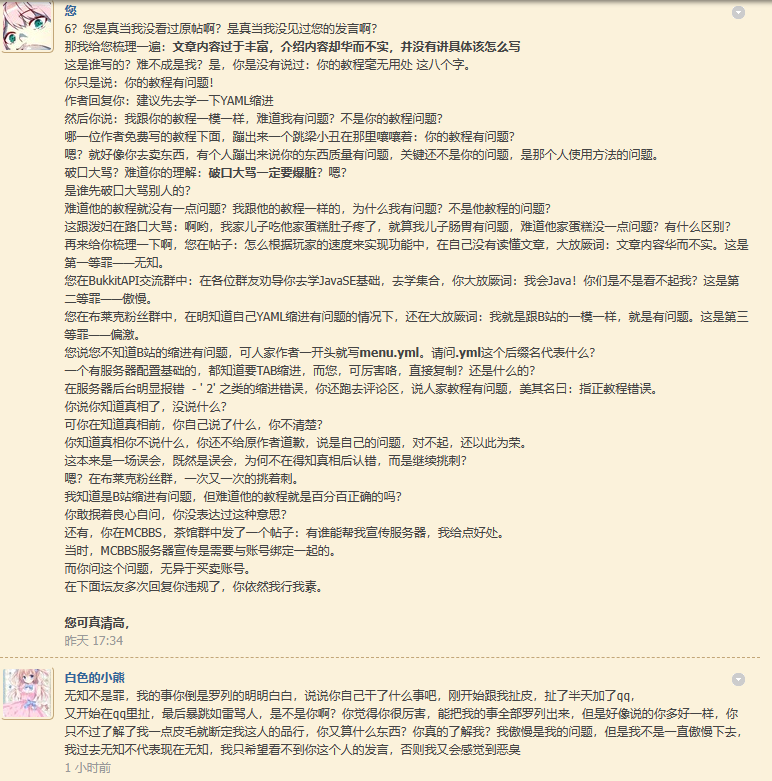 您
6? 您是真当我没看过原帖啊? 是真当我没见过您的发言啊?
那我给您梳理一遍: 文章内容过于丰富,介绍内容却华而不实,并没有讲具体该怎么写
这是谁写的? 难不成是我? 是,你是没有说过: 你的教程毫无用处 这八个字。
你只是说: 你的教程有问题!
作者回复你: 建议先去学一下YAML缩进
然后你说: 我跟你的教程一模一样,难道我有问题? 不是你的教程问题?
哪一位作者免费写的教程下面,蹦出来一个跳梁小丑在那里嚷嚷着: 你的教程有问题?
嗯? 就好像你去卖东西,有个人蹦出来说你的东西质量有问题,关键还不是你的问题,是那个人使用方法的问题。
破口大骂? 难道你的理解: 破口大骂一定要爆脏? 嗯?
是谁先破口大骂别人的?
难道他的教程就没有一点问题? 我跟他的教程一样的,为什么我有问题? 不是他教程的问题?
这跟泼妇在路口大骂: 啊哟,我家儿子吃他家蛋糕肚子疼了,就算我儿子肠胃有问题,难道他家蛋糕没一点问题? 有什么区别?
再来给你梳理一下啊,您在帖子: 怎么根据玩家的速度来实现功能中,在自己没有读懂文章,大放厥词: 文章内容华而不实。这是
第一等罪——无知。
您在BukkitAPI交流群中: 在各位群友劝导你去学JavaSE基础,去学集合,你大放厥词: 我会Java! 你们是不是看不起我? 这是第
二等罪——傲慢。
您在布莱克粉丝群中,在明知道自己YAML缩进有问题的情况下,还在大放厥词: 我就是跟B站的一模一样,就是有问题。这是第三
等罪——偏激。
您说您不知道B站的缩进有问题,可人家作者一开头就写menu.yml。请问.yml这个后缀名代表什么?
一个有服务器配置基础的,都知道要TAB缩进,而您,可厉害咯,直接复制? 还是什么的?
在服务器后台明显报错 - ' 2' 之类的缩进错误,你还跑去评论区,说人家教程有问题,美其名曰: 指正教程错误。
你说你知道真相了,没说什么?
可你在知道真相前,你自己说了什么,你不清楚?
你知道真相你不说什么,你还不给原作者道歉,说是自己的问题,对不起,还以此为荣。
这本来是一场误会,既然是误会,为何不在得知真相后认错,而是继续挑刺?
嗯? 在布莱克粉丝群,一次又一次的挑着刺。
我知道是B站缩进有问题,但难道他的教程就是百分百正确的吗?
你敢抿着良心自问,你没表达过这种意思?
还有,你在MCBBS,茶馆群中发了一个帖子: 有谁能帮我宣传服务器,我给点好处。
当时,MCBBS服务器宣传是需要与账号绑定一起的。
而你问这个问题,无异于买卖账号。
在下面坛友多次回复你违规了,你依然我行我素。
您可真清高,
昨天 17:34
白色的小熊
无知不是罪,我的事你倒是罗列的明明白白,说说你自己干了什么事吧,刚开始跟我扯皮,扯了半天加了qq,
又开始在qq里扯,最后暴跳如雷骂人,是不是你啊? 你觉得你很厉害,能把我的事全部罗列出来,但是好像说的你多好一样,你
只不过了解了我一点皮毛就断定我这人的品行,你又算什么东西? 你真的了解我? 我傲慢是我的问题,但是我不是一直傲慢下去,
我过去无知不代表现在无知,我只希望看不到你这个人的发言,否则我又会感觉到恶臭
1 小时前